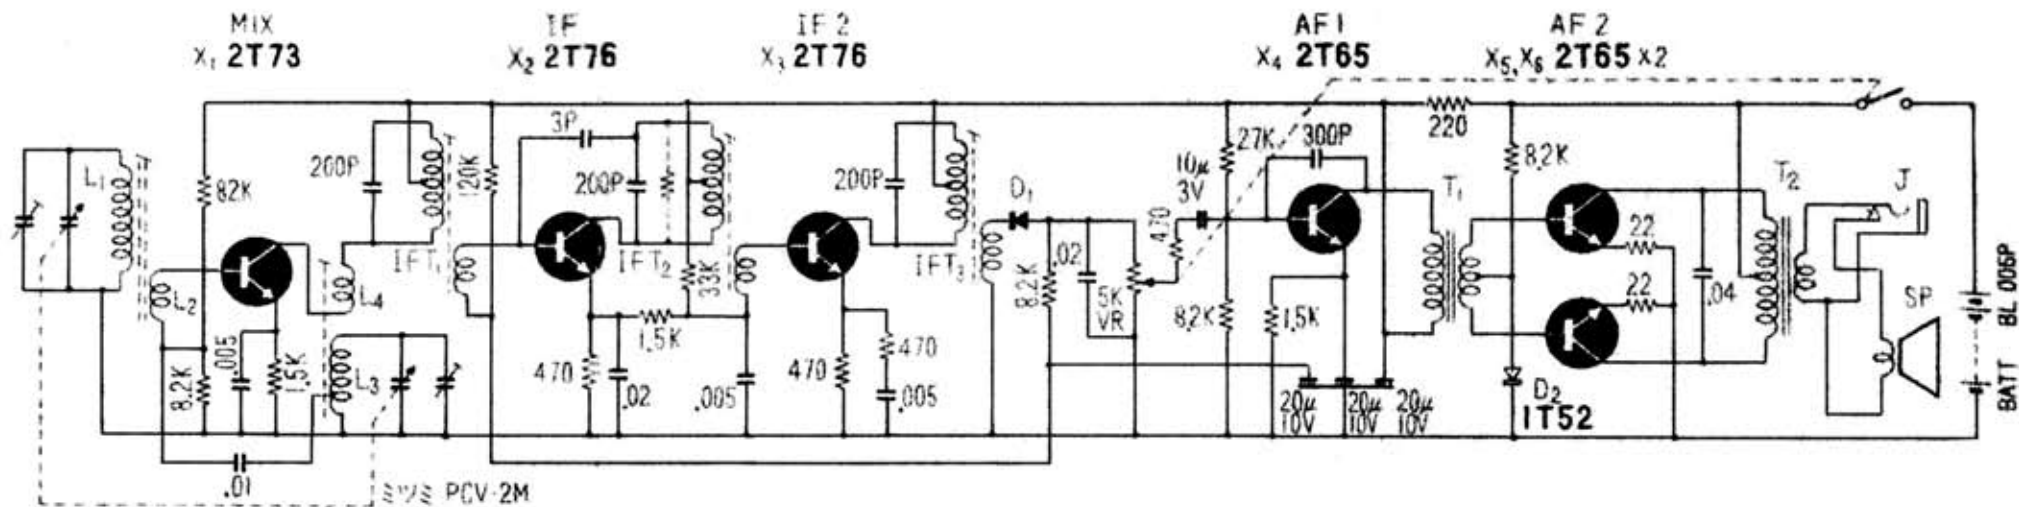 MIX
X₁ 2T73
IF
X₂ 2T76
IF 2
X₃ 2T76
AF1
X₄ 2T65
AF 2
X₅, X₆ 2T65 x2
L₁
82K
200P
120K
3P
200P
200P
D₁
10μ
3V
27K
300P
220
8.2K
T₁
T₂
J
L₂
L₄
IFT₁
IFT₂
33K
IFT₃
8.2K
.02
5K
VR
470
8.2K
1.5K
22
22
.04
SP
BATT BL 006P
8.2K
.005
1.5K
L₃
470
.02
1.5K
.005
470
470
.005
20μ
10V
20μ
10V
20μ
10V
D₂
1T52
.01
ミツミ PCV-2M